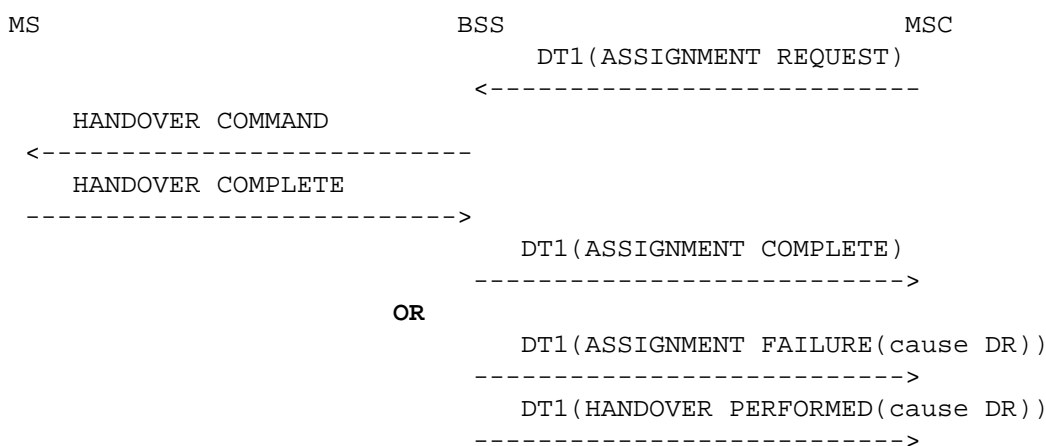 MS BSS MSC
DT1(ASSIGNMENT REQUEST)
<---------------------------
HANDOVER COMMAND
<---------------------------
HANDOVER COMPLETE
--------------------------->
DT1(ASSIGNMENT COMPLETE)
--------------------------->
OR
DT1(ASSIGNMENT FAILURE(cause DR))
--------------------------->
DT1(HANDOVER PERFORMED(cause DR))
--------------------------->